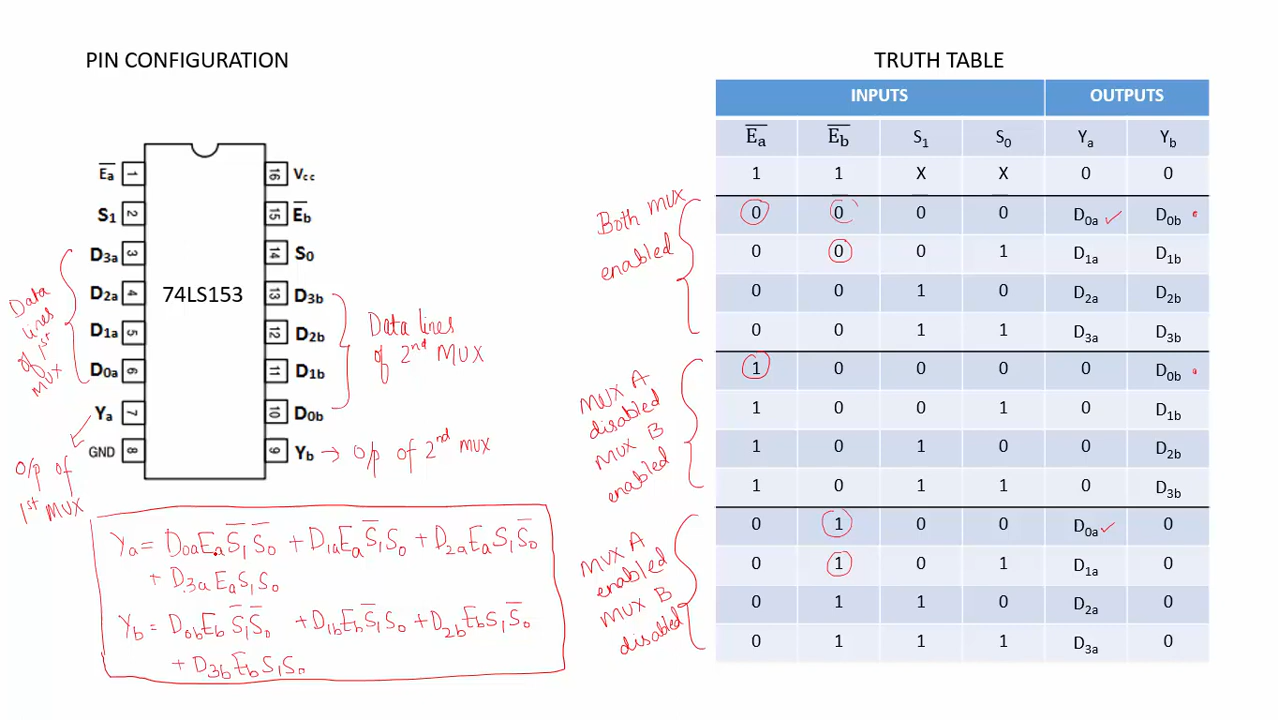 PIN CONFIGURATION
E̅a̅ 1
S1 2
D3a 3
D2a 4
D1a 5
D0a 6
Ya 7
GND 8
74LS153
16 Vcc
15 E̅b̅
14 S0
13 D3b
12 D2b
11 D1b
10 D0b
9 Yb → O/p of 2nd MUX
Data
lines
of 1st
MUX
O/p of
1st MUX
Data lines
of 2nd MUX
Ya = D0aEaS̅1S̅0 + D1aEaS̅1S0 + D2aEaS1S̅0
+ D3aEaS1S0
Yb = D0bEbS̅1S̅0 + D1bEbS̅1S0 + D2bEbS1S̅0
+ D3bEbS1S0
TRUTH TABLE
INPUTS OUTPUTS
E̅a̅ E̅b̅ S1 S0 Ya Yb
1 1 X X 0 0
0 0 0 0 D0a ✓ D0b
0 0 0 1 D1a D1b
0 0 1 0 D2a D2b
0 0 1 1 D3a D3b
1 0 0 0 0 D0b
1 0 0 1 0 D1b
1 0 1 0 0 D2b
1 0 1 1 0 D3b
0 1 0 0 D0a ✓ 0
0 1 0 1 D1a 0
0 1 1 0 D2a 0
0 1 1 1 D3a 0
Both MUX
enabled
MUX A
disabled
MUX B
enabled
MUX A
enabled
MUX B
disabled